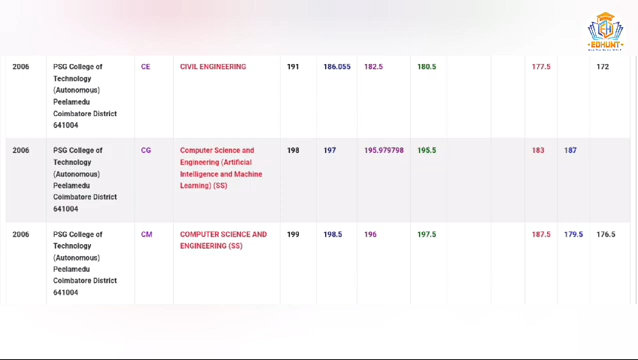 EDHUNT
2006 PSG College of Technology (Autonomous) Peelamedu Coimbatore District 641004 CE CIVIL ENGINEERING 191 186.055 182.5 180.5 177.5 172
2006 PSG College of Technology (Autonomous) Peelamedu Coimbatore District 641004 CG Computer Science and Engineering (Artificial Intelligence and Machine Learning) (SS) 198 197 195.979798 195.5 183 187
2006 PSG College of Technology (Autonomous) Peelamedu Coimbatore District 641004 CM COMPUTER SCIENCE AND ENGINEERING (SS) 199 198.5 196 197.5 187.5 179.5 176.5